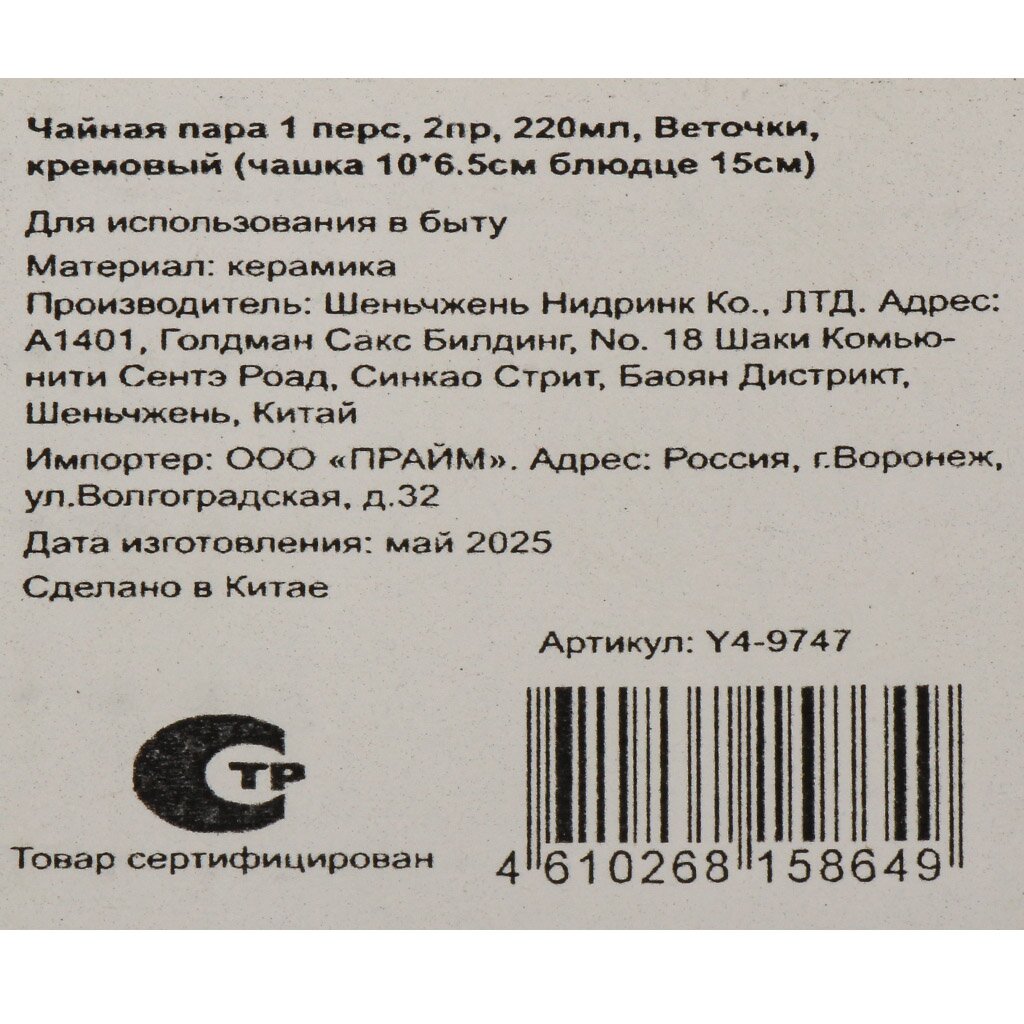 Чайная пара 1 перс, 2пр, 220мл, Веточки,
кремовый (чашка 10*6.5см блюдце 15см)
Для использования в быту
Материал: керамика
Производитель: Шеньчжень Нидринк Ко., ЛТД. Адрес:
А1401, Голдман Сакс Билдинг, No. 18 Шаки Комью-
нити Сентэ Роад, Синкао Стрит, Баоян Дистрикт,
Шеньчжень, Китай
Импортер: ООО «ПРАЙМ». Адрес: Россия, г.Воронеж,
ул.Волгоградская, д.32
Дата изготовления: май 2025
Сделано в Китае
Артикул: Y4-9747
СТР
Товар сертифицирован
4 610268 158649